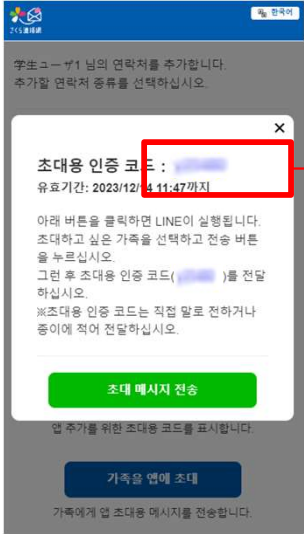 さくら連絡網
한국어
学生ユーザ1 님의 연락처를 추가합니다.
추가할 연락처 종류를 선택하십시오.
×
초대용 인증 코드 :
유효기간: 2023/12/14 11:47까지
아래 버튼을 클릭하면 LINE이 실행됩니다.
초대하고 싶은 가족을 선택하고 전송 버튼
을 누르십시오.
그런 후 초대용 인증 코드( )를 전달
하십시오.
※초대용 인증 코드는 직접 말로 전하거나
종이에 적어 전달하십시오.
초대 메시지 전송
앱 추가를 위한 초대용 코드를 표시합니다.
가족을 앱에 초대
가족에게 앱 초대용 메시지를 전송합니다.